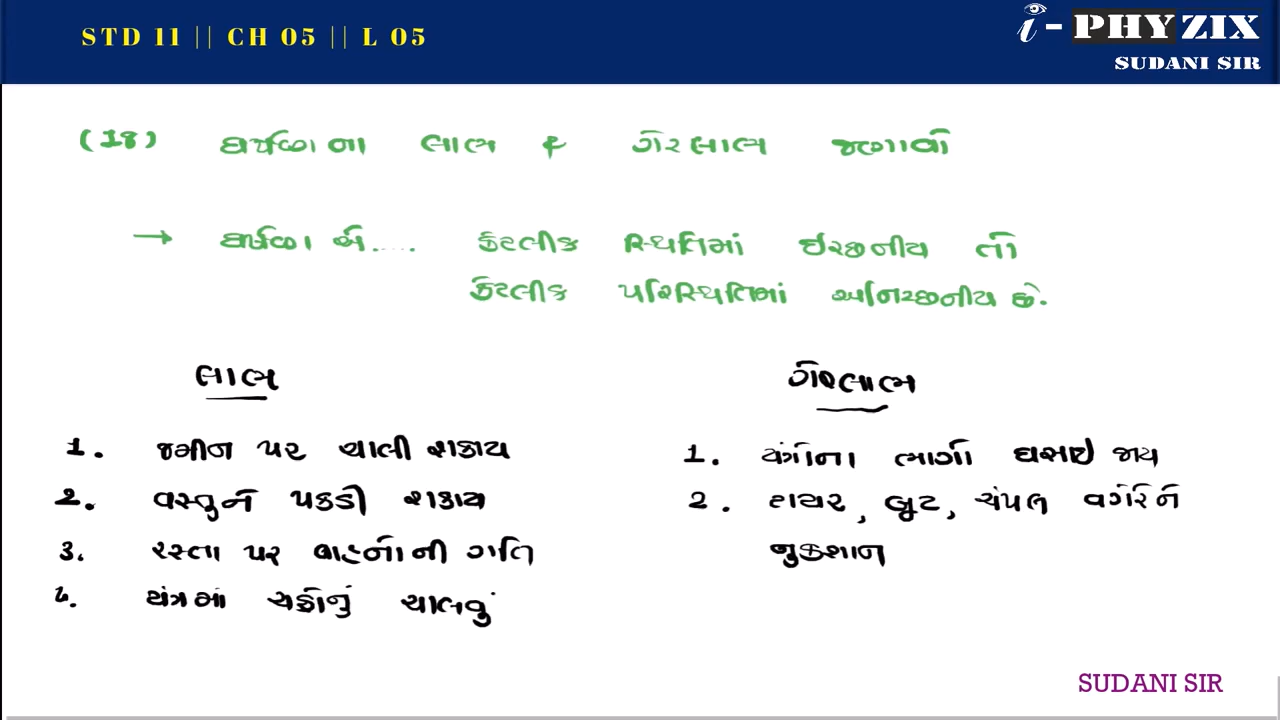 STD 11 || CH 05 || L 05
i - PHYZIX
SUDANI SIR
(18) ઘર્ષણના લાભ & ગેરલાભ જણાવો
→ ઘર્ષણ એ..... કેટલીક સ્થિતિમાં ઇચ્છનીય તો
કેટલીક પરિસ્થિતિમાં અનિચ્છનીય છે.
લાભ
1. જમીન પર ચાલી શકાય
2. વસ્તુને પકડી શકાય
3. રસ્તા પર વાહનોની ગતિ
૪. યંત્રમાં ચક્રોનું ચાલવું
ગેરલાભ
1. યંત્રોના ભાગો ઘસાઇ જાય
2. ટાયર, બુટ, ચંપલ વગેરેને
નુકશાન
SUDANI SIR